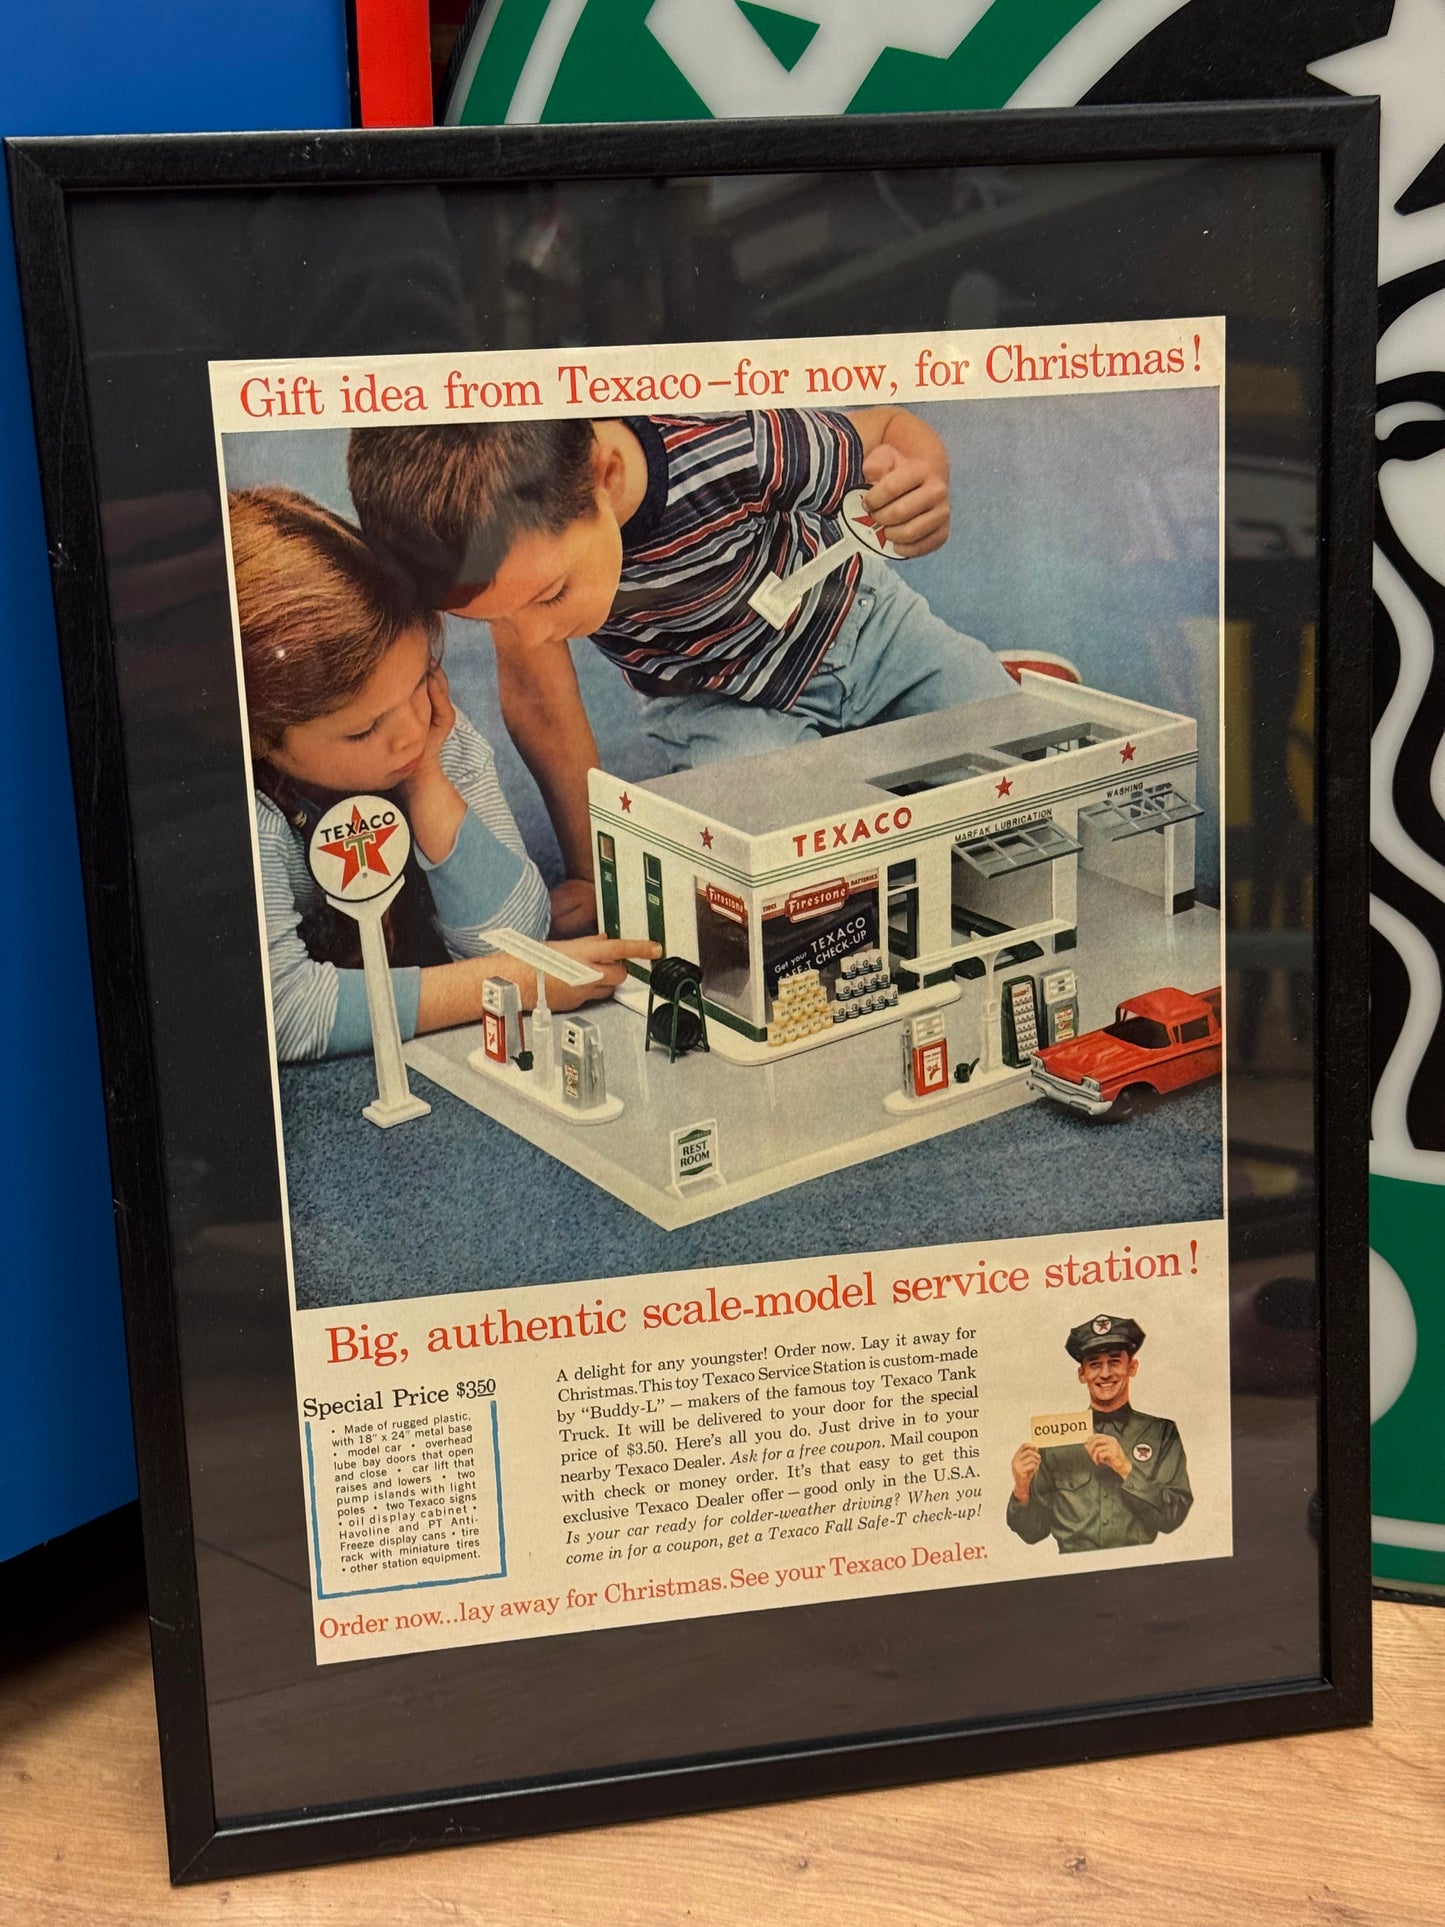 Gift idea from Texaco–for now, for Christmas!
TEXACO
T
TEXACO
MARFAK LUBRICATION
WASHING
Firestone
TIRES
Firestone
BATTERIES
Get your TEXACO
SAFE-T CHECK-UP
REST
ROOM
Big, authentic scale-model service station!
Special Price $3.50
• Made of rugged plastic,
with 18" x 24" metal base
• model car • overhead
lube bay doors that open
and close • car lift that
raises and lowers • two
pump islands with light
poles • two Texaco signs
• oil display cabinet •
Havoline and PT Anti-
Freeze display cans • tire
rack with miniature tires
• other station equipment.
A delight for any youngster! Order now. Lay it away for
Christmas. This toy Texaco Service Station is custom-made
by “Buddy-L” – makers of the famous toy Texaco Tank
Truck. It will be delivered to your door for the special
price of $3.50. Here's all you do. Just drive in to your
nearby Texaco Dealer. Ask for a free coupon. Mail coupon
with check or money order. It's that easy to get this
exclusive Texaco Dealer offer – good only in the U.S.A.
Is your car ready for colder-weather driving? When you
come in for a coupon, get a Texaco Fall Safe-T check-up!
coupon
Order now...lay away for Christmas. See your Texaco Dealer.